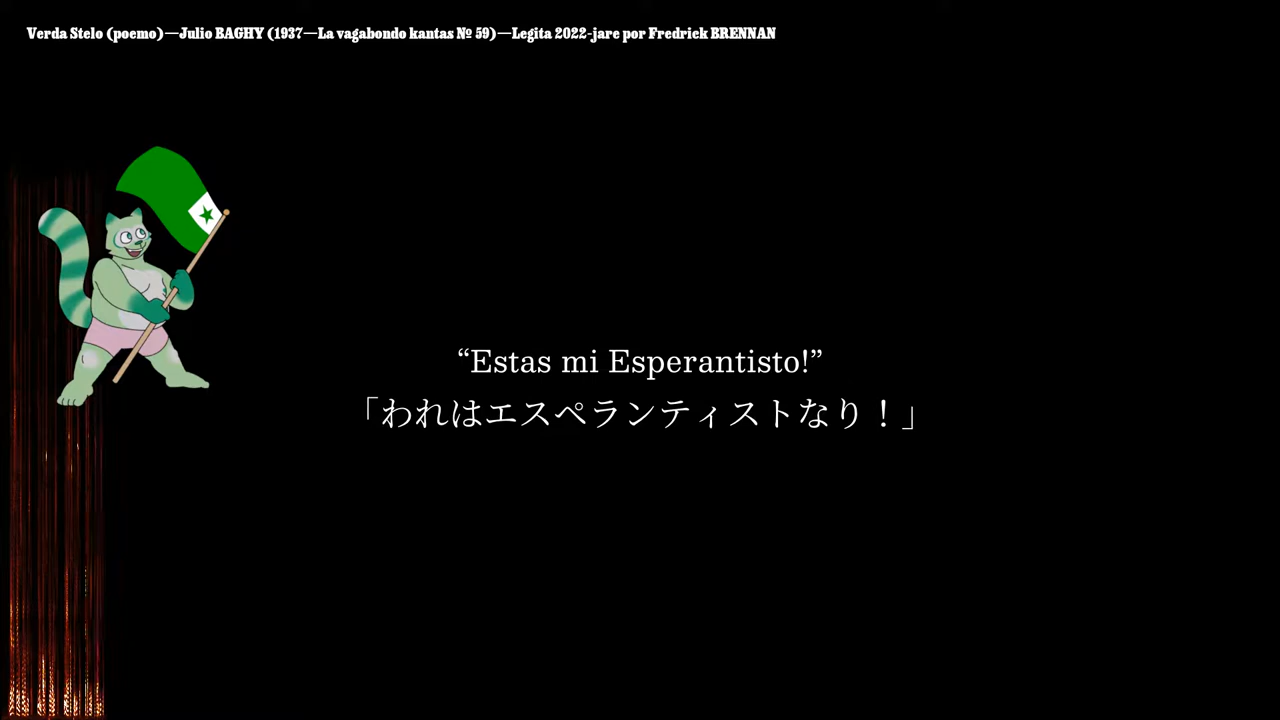 Verda Stelo (poemo)—Julio BAGHY (1937—La vagabondo kantas № 59)—Legita 2022-jare por Fredrick BRENNAN
“Estas mi Esperantisto!”
「われはエスペランティストなり！」